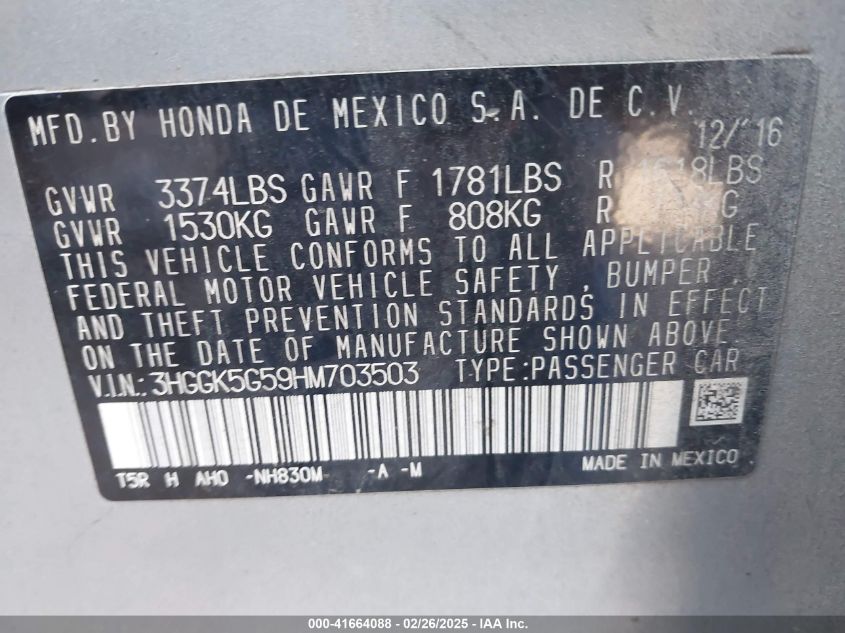 MFD.BY HONDA DE MEXICO S.A. DE C.V.
12/'16
GVWR 3374LBS GAWR F 1781LBS R LBS
GVWR 1530KG GAWR F 808KG R KG
THIS VEHICLE CONFORMS TO ALL APPLICABLE
FEDERAL MOTOR VEHICLE SAFETY , BUMPER ,
AND THEFT PREVENTION STANDARDS IN EFFECT
ON THE DATE OF MANUFACTURE SHOWN ABOVE.
V.I.N.: 3HGGK5G59HM703503 TYPE:PASSENGER CAR
T5R H AHO -NH830M -A -M MADE IN MEXICO
000-41664088 - 02/26/2025 - Copyright © IAA, Inc